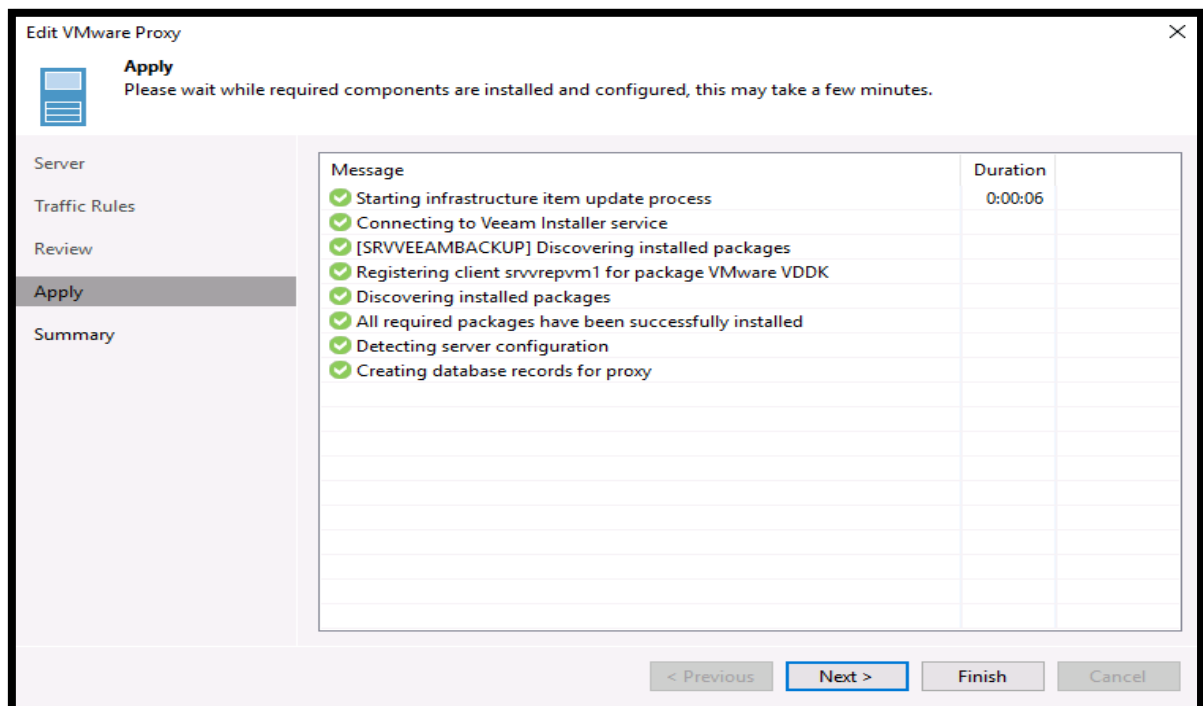 Edit VMware Proxy
Apply
Please wait while required components are installed and configured, this may take a few minutes.
Server
Traffic Rules
Review
Apply
Summary
Message Duration
Starting infrastructure item update process 0:00:06
Connecting to Veeam Installer service
[SRVVEEAMBACKUP] Discovering installed packages
Registering client srvvrepvm1 for package VMware VDDK
Discovering installed packages
All required packages have been successfully installed
Detecting server configuration
Creating database records for proxy
< Previous Next > Finish Cancel